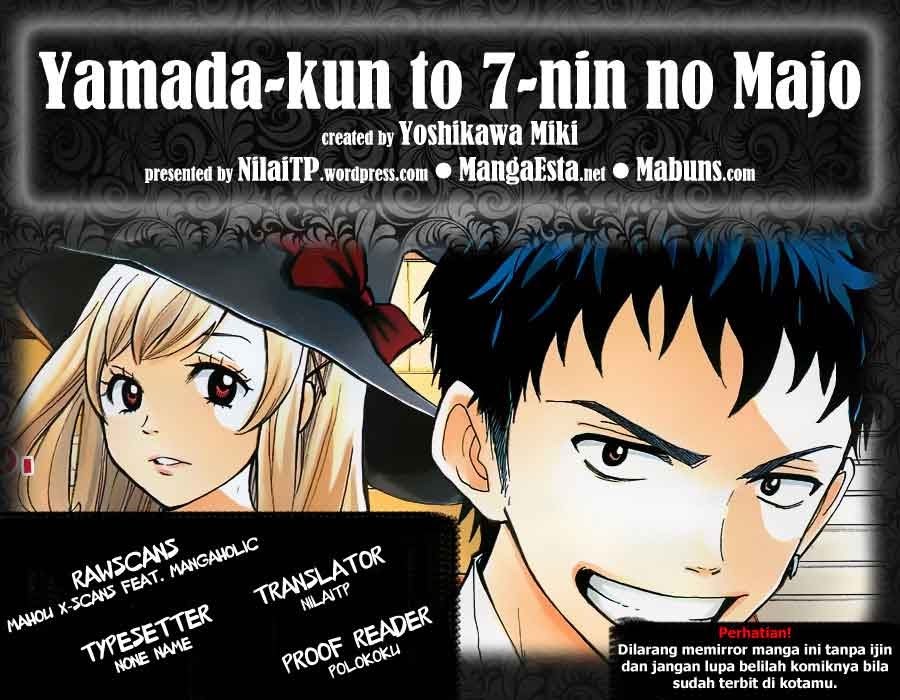 Yamada-kun to 7-nin no Majo
created by Yoshikawa Miki
presented by NilaiTP.wordpress.com ● MangaEsta.net ● Mabuns.com
RAWSCANS
MAHOU X-SCANS FEAT. MANGAHOLIC
TRANSLATOR
NILAITP
TYPESETTER
NONE NAME
PROOF READER
POLOKOKU
Perhatian!
Dilarang memirror manga ini tanpa ijin
dan jangan lupa belilah komiknya bila
sudah terbit di kotamu.